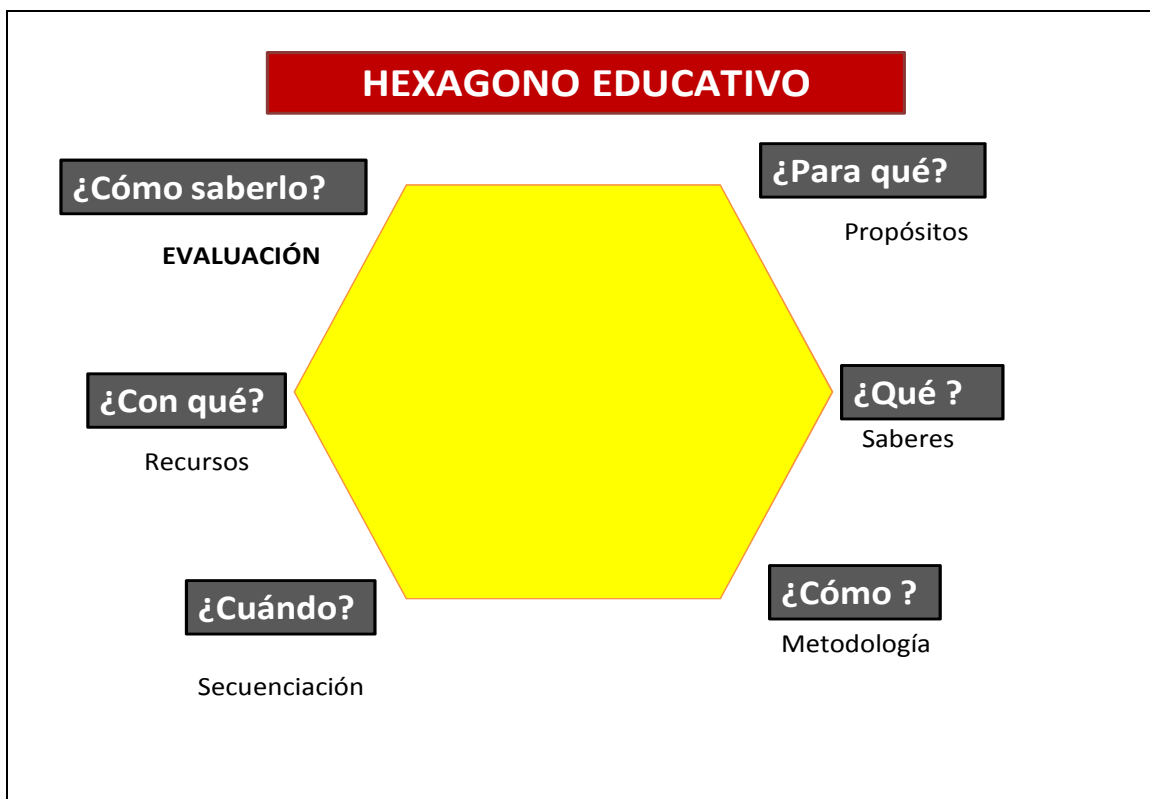 HEXAGONO EDUCATIVO
¿Cómo saberlo?
EVALUACIÓN
¿Para qué?
Propósitos
¿Con qué?
Recursos
¿Qué ?
Saberes
¿Cuándo?
Secuenciación
¿Cómo ?
Metodología